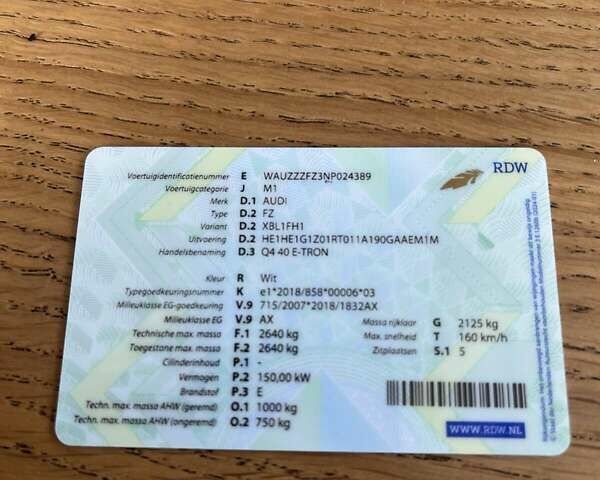 RDW
Voertuigidentificatienummer E WAUZZZFZ3NP024389
Voertuigcategorie J M1
Merk D.1 AUDI
Type D.2 FZ
Variant D.2 XBL1FH1
Uitvoering D.2 HE1HE1G1Z01RT011A190GAAEM1M
Handelsbenaming D.3 Q4 40 E-TRON
Kleur R Wit
Typegoedkeuringsnummer K e1*2018/858*00006*03
Milieuklasse EG-goedkeuring V.9 715/2007*2018/1832AX
Milieuklasse EG V.9 AX
Massa rijklaar G 2125 kg
Technische max. massa F.1 2640 kg
Max. snelheid T 160 km/h
Toegestane max. massa F.2 2640 kg
Zitplaatsen S.1 5
Cilinderinhoud P.1 -
Vermogen P.2 150,00 kW
Brandstof P.3 E
Techn. max. massa AHW (geremd) O.1 1000 kg
Techn. max. massa AHW (ongeremd) O.2 750 kg
WWW.RDW.NL